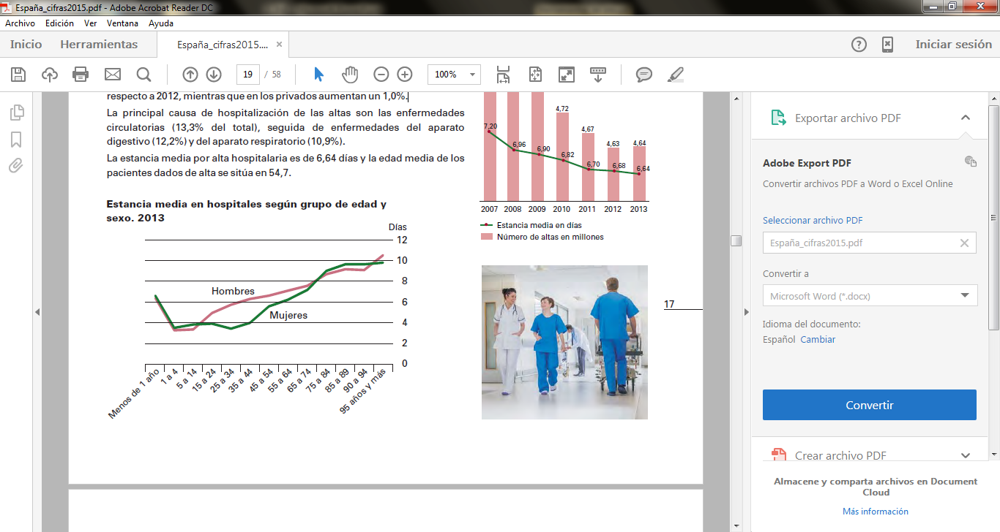 España_cifras2015.pdf - Adobe Acrobat Reader DC
Archivo Edición Ver Ventana Ayuda
Inicio Herramientas España_cifras2015.... × Iniciar sesión
19 / 58 100%
respecto a 2012, mientras que en los privados aumentan un 1,0%.
La principal causa de hospitalización de las altas son las enfermedades
circulatorias (13,3% del total), seguida de enfermedades del aparato
digestivo (12,2%) y del aparato respiratorio (10,9%).
La estancia media por alta hospitalaria es de 6,64 días y la edad media de los
pacientes dados de alta se sitúa en 54,7.
Estancia media en hospitales según grupo de edad y
sexo. 2013
Días
12
10
8
6
4
2
0
Hombres
Mujeres
Menos de 1 año
1 a 4
5 a 14
15 a 24
25 a 34
35 a 44
45 a 54
55 a 64
65 a 74
75 a 84
85 a 89
90 a 94
95 años y más
4,72
4,67
4,63
4,64
7,20
6,96
6,90
6,82
6,70
6,68
6,64
2007 2008 2009 2010 2011 2012 2013
Estancia media en días
Número de altas en millones
17
Exportar archivo PDF
Adobe Export PDF
Convertir archivos PDF a Word o Excel Online
Seleccionar archivo PDF
España_cifras2015.pdf
Convertir a
Microsoft Word (*.docx)
Idioma del documento:
Español Cambiar
Convertir
Crear archivo PDF
Almacene y comparta archivos en Document
Cloud
Más información